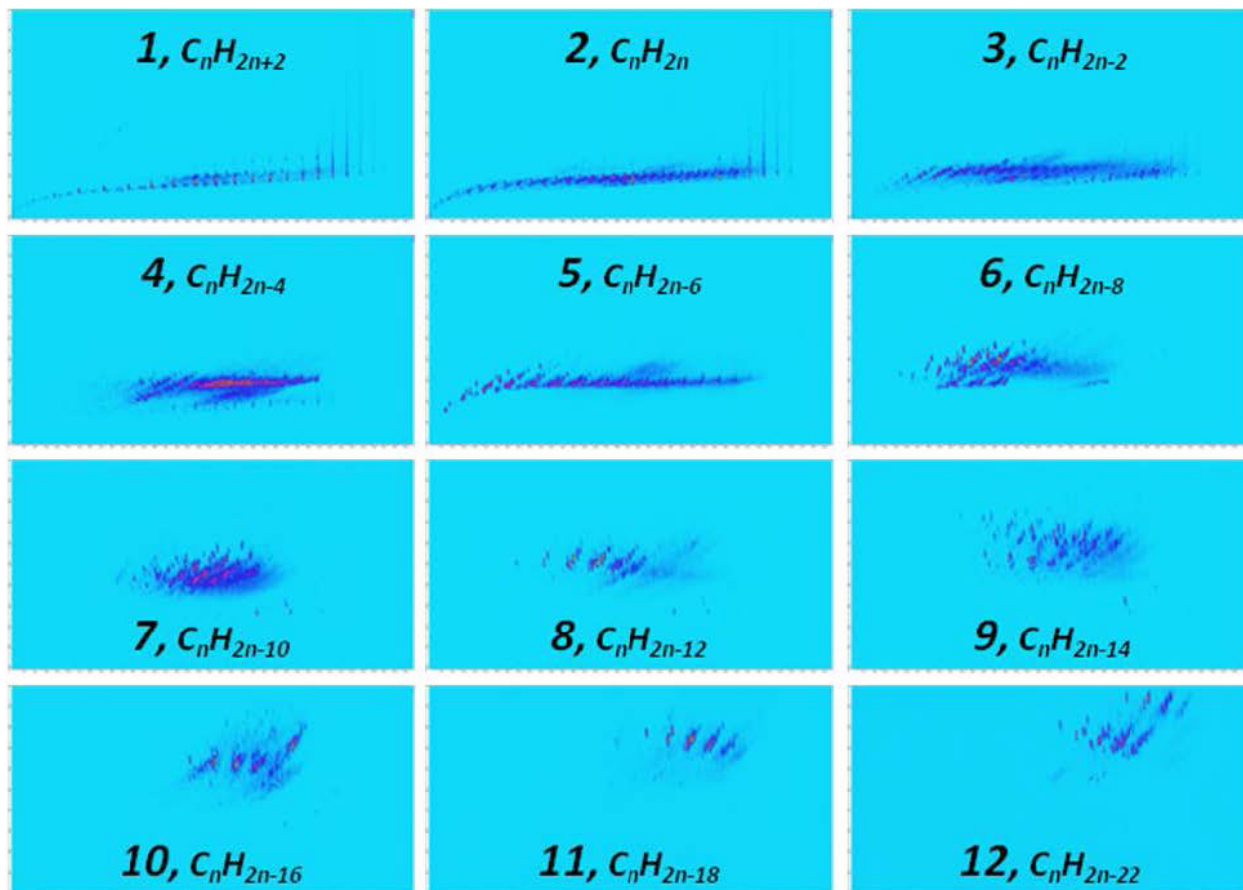 1, CnH2n+2
2, CnH2n
3, CnH2n-2
4, CnH2n-4
5, CnH2n-6
6, CnH2n-8
7, CnH2n-10
8, CnH2n-12
9, CnH2n-14
10, CnH2n-16
11, CnH2n-18
12, CnH2n-22